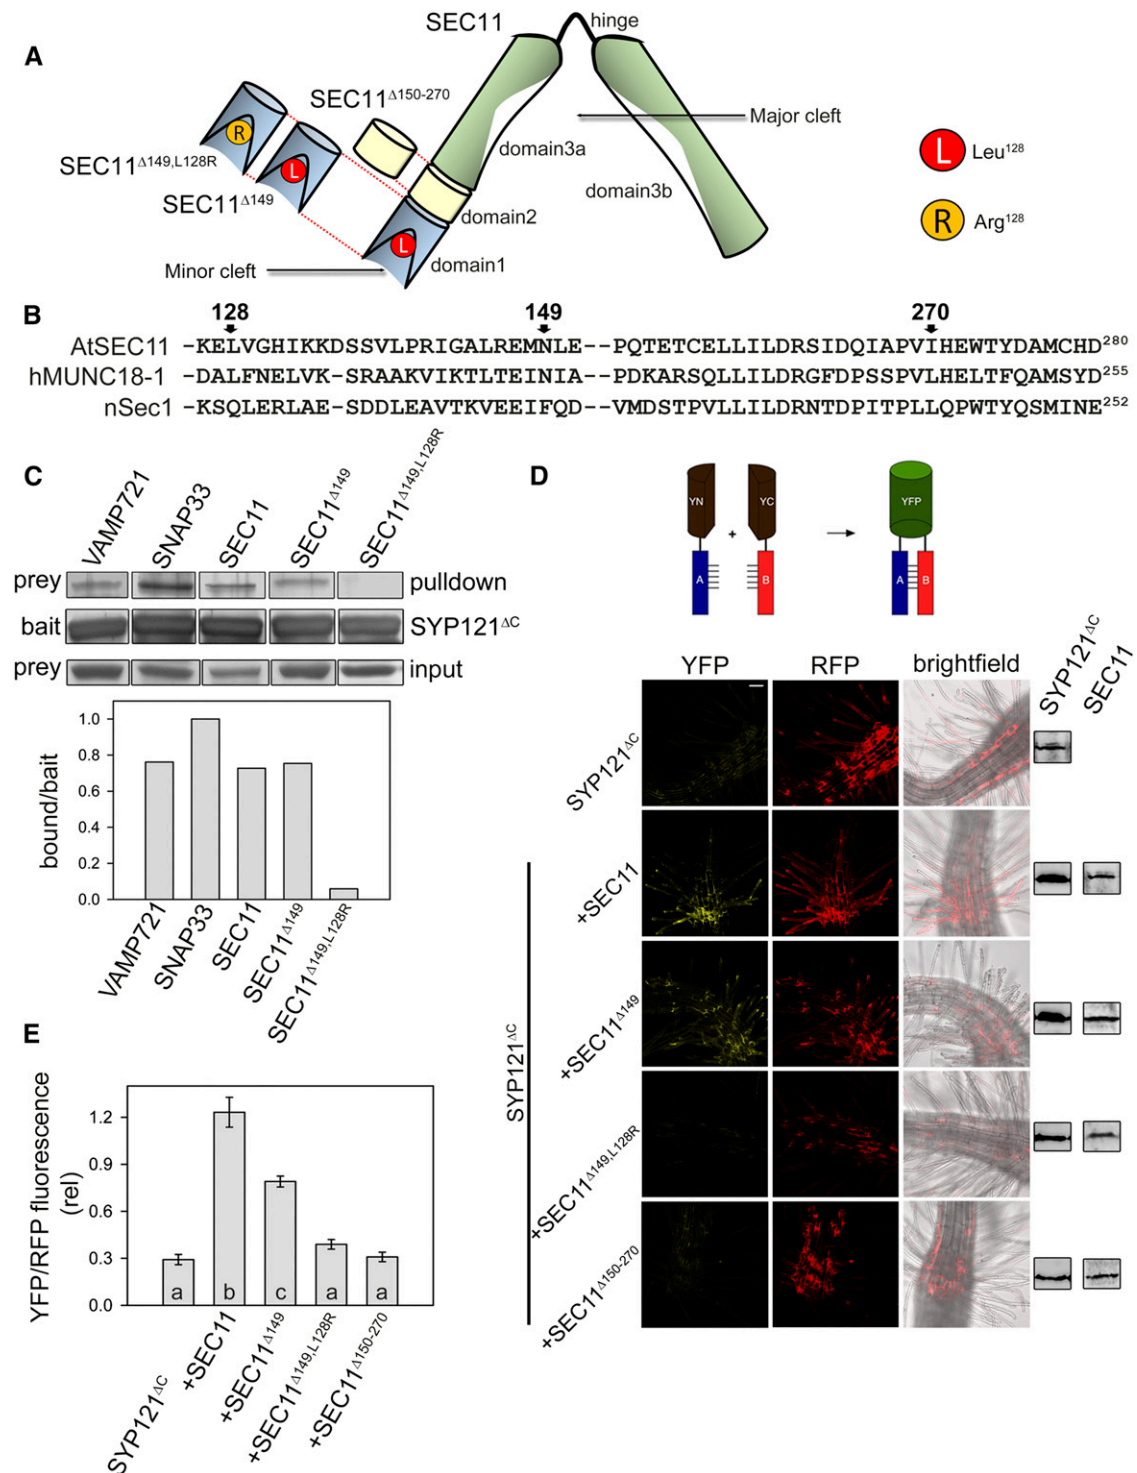 A
SEC11
hinge
SEC11Δ150-270
Major cleft
R
L
SEC11Δ149,L128R
SEC11Δ149
domain3a
domain3b
domain2
L
domain1
Minor cleft
L Leu128
R Arg128
B
128 149 270
AtSEC11 -KELVGHIKKDSSVLPRIGALREMNLE- PQTETCELLILDRSIDQIAPVIHEWTYDAMCHD280
hMUNC18-1 -DALFNELVK-SRAAKVIKTLTEINIA- PDKARSQLLILDRGFDPSSPVLHELTFQAMSYD255
nSec1 -KSQLERLAE-SDDLEAVTKVEEIFQD--VMDSTPVLLILDRNTDPITPLLQPWTYQSMINE252
C
VAMP721 SNAP33 SEC11 SEC11Δ149 SEC11Δ149,L128R
prey pulldown
bait SYP121ΔC
prey input
bound/bait
1.0
0.8
0.6
0.4
0.2
0.0
VAMP721 SNAP33 SEC11 SEC11Δ149 SEC11Δ149,L128R
D
YN + YC → YFP
A B A B
YFP RFP brightfield SYP121ΔC SEC11
SYP121ΔC
+SEC11
+SEC11Δ149
+SEC11Δ149,L128R
+SEC11Δ150-270
SYP121ΔC
E
YFP/RFP fluorescence
(rel)
1.2
0.9
0.6
0.3
0.0
a b c a a
SYP121ΔC +SEC11 +SEC11Δ149 +SEC11Δ149,L128R +SEC11Δ150-270